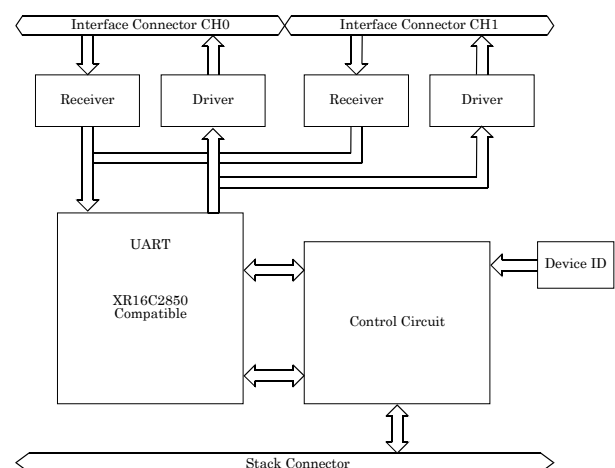 Interface Connector CH0
Interface Connector CH1
Receiver
Driver
Receiver
Driver
UART
XR16C2850
Compatible
Control Circuit
Device ID
Stack Connector